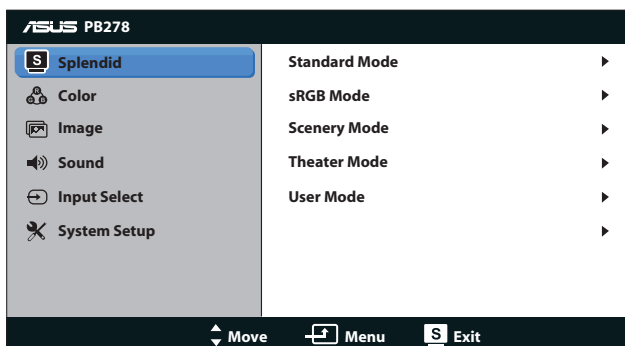 ASUS PB278
S Splendid
Color
Image
Sound
Input Select
System Setup
Standard Mode
sRGB Mode
Scenery Mode
Theater Mode
User Mode
Move Menu S Exit